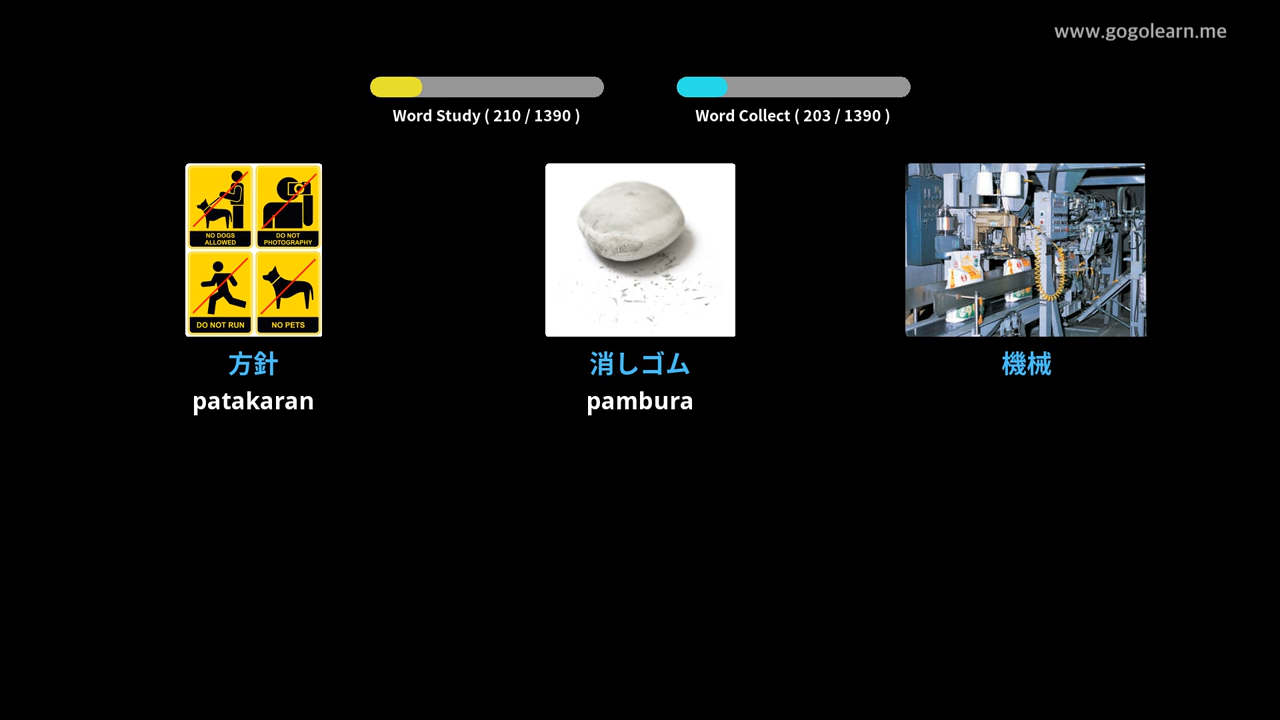 www.gogolearn.me
Word Study ( 210 / 1390 )
Word Collect ( 203 / 1390 )
NO DOGS
ALLOWED
DO NOT
PHOTOGRAPHY
DO NOT RUN
NO PETS
方針
patakaran
消しゴム
pambura
機械